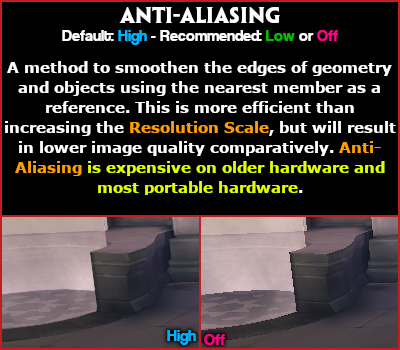 ANTI-ALIASING
Default: High - Recommended: Low or Off
A method to smoothen the edges of geometry
and objects using the nearest member as a
reference. This is more efficient than
increasing the Resolution Scale, but will result
in lower image quality comparatively. Anti-
Aliasing is expensive on older hardware and
most portable hardware.
High Off